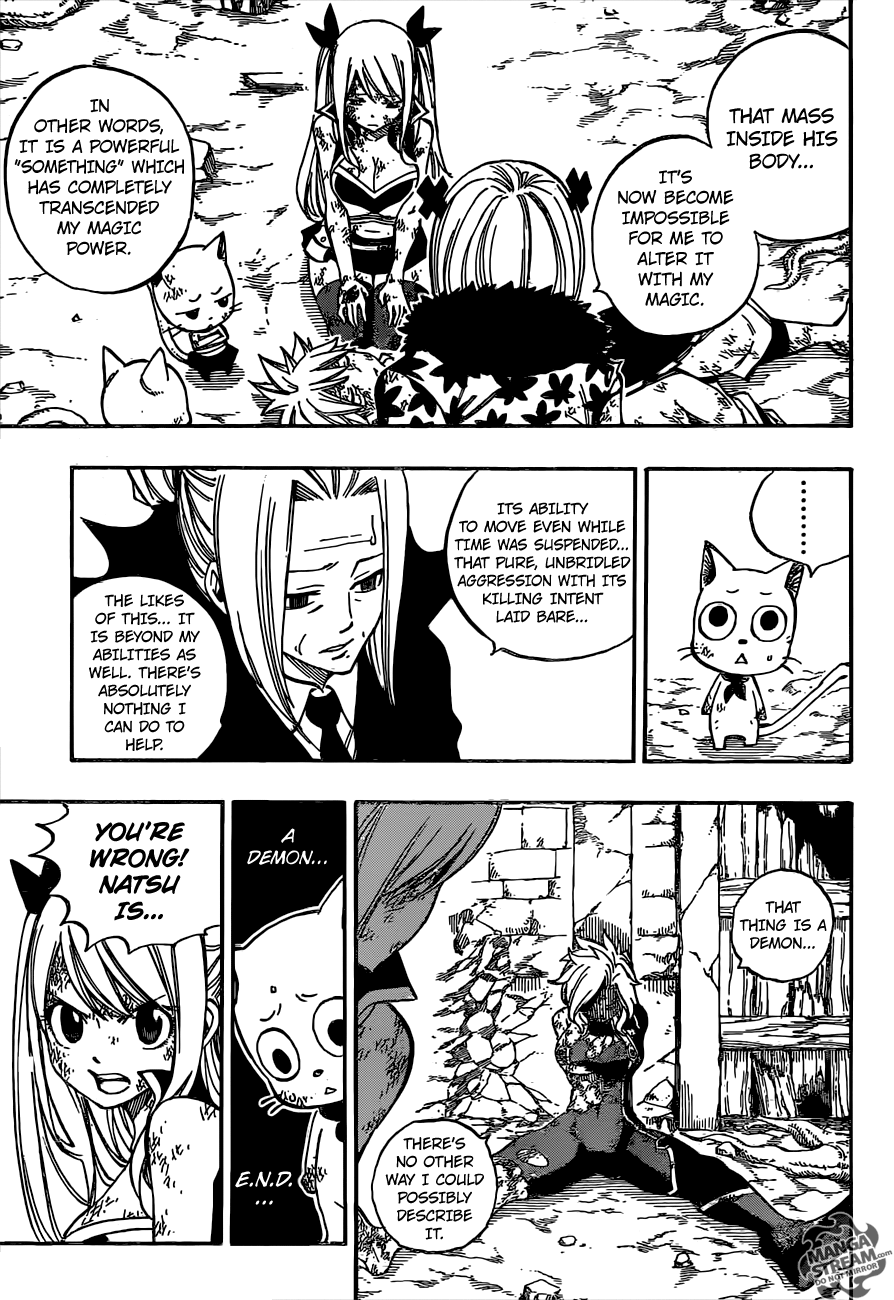 THAT MASS
INSIDE HIS
BODY...
IT'S
NOW BECOME
IMPOSSIBLE
FOR ME TO
ALTER IT
WITH MY
MAGIC.
IN
OTHER WORDS,
IT IS A POWERFUL
"SOMETHING" WHICH
HAS COMPLETELY
TRANSCENDED
MY MAGIC
POWER.
........
ITS ABILITY
TO MOVE EVEN WHILE
TIME WAS SUSPENDED...
THAT PURE, UNBRIDLED
AGGRESSION WITH ITS
KILLING INTENT
LAID BARE...
THE LIKES
OF THIS... IT
IS BEYOND MY
ABILITIES AS
WELL. THERE'S
ABSOLUTELY
NOTHING I
CAN DO TO
HELP.
THAT
THING IS A
DEMON...
THERE'S
NO OTHER
WAY I COULD
POSSIBLY
DESCRIBE
IT.
A
DEMON...
E.N.D.
...
YOU'RE
WRONG!
NATSU
IS...
MANGA
STREAM.com
DO NOT MIRROR